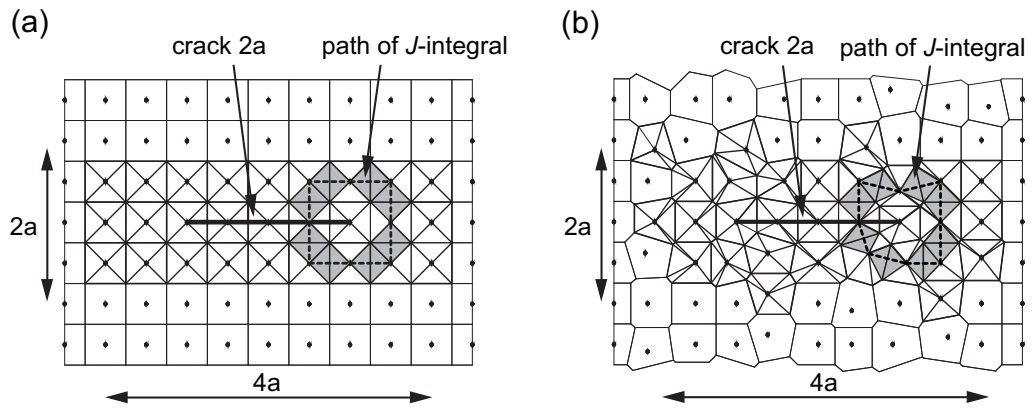 (a)
crack 2a
path of J-integral
2a
4a
(b)
crack 2a
path of J-integral
2a
4a